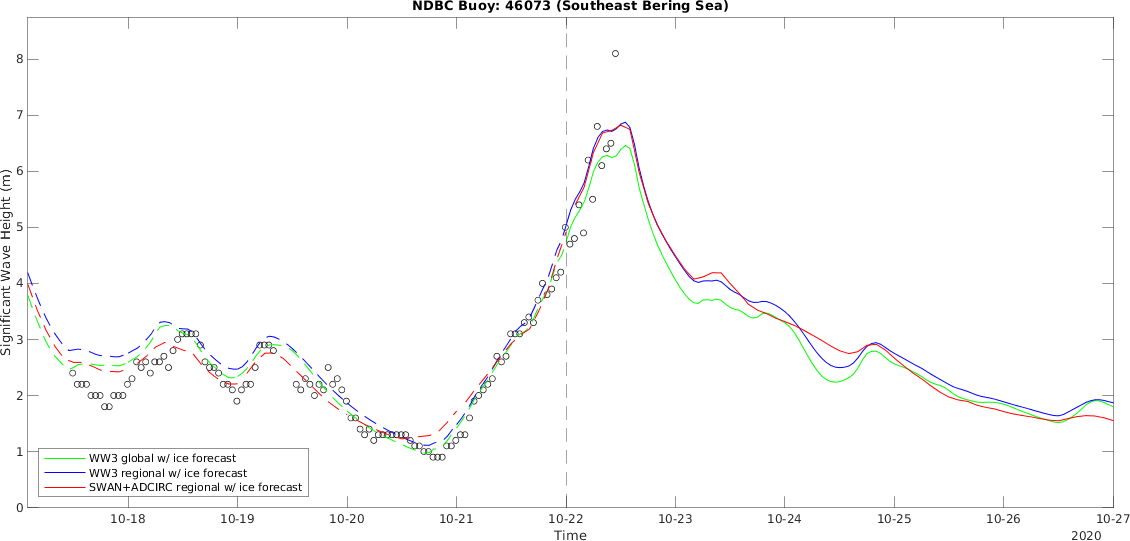 NDBC Buoy: 46073 (Southeast Bering Sea)
Significant Wave Height (m)
8
7
6
5
4
3
2
1
0
WW3 global w/ ice forecast
WW3 regional w/ ice forecast
SWAN+ADCIRC regional w/ ice forecast
10-18 10-19 10-20 10-21 10-22 10-23 10-24 10-25 10-26 10-27
Time
2020